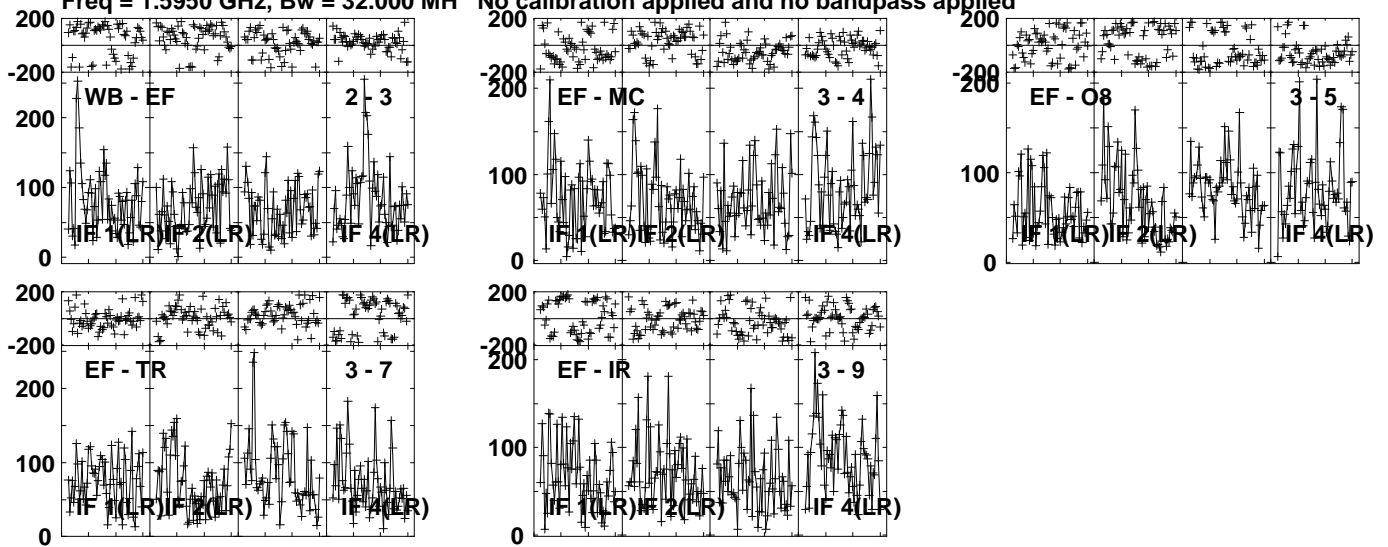 Freq = 1.5950 GHz, Bw = 32.000 MH No calibration applied and no bandpass applied
200
-200
WB - EF 2 - 3
200
100
0
IF 1(LR) IF 2(LR) IF 4(LR)
200
-200
EF - MC 3 - 4
200
100
0
IF 1(LR) IF 2(LR) IF 4(LR)
200
-200
EF - O8 3 - 5
200
100
0
IF 1(LR) IF 2(LR) IF 4(LR)
200
-200
EF - TR 3 - 7
200
100
0
IF 1(LR) IF 2(LR) IF 4(LR)
200
-200
EF - IR 3 - 9
200
100
0
IF 1(LR) IF 2(LR) IF 4(LR)